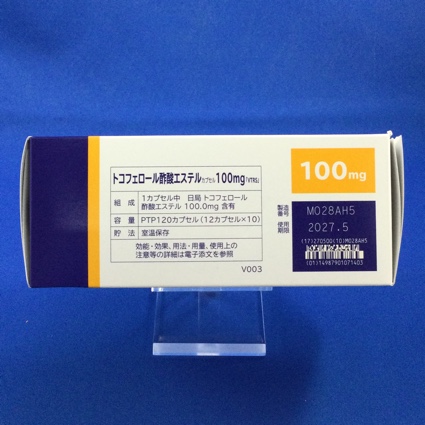 トコフェロール酢酸エステルカプセル100mg「VTRS」
組成
1カプセル中 日局 トコフェロール
酢酸エステル 100.0mg 含有
容量
PTP120カプセル(12カプセル×10)
貯法
室温保存
効能・効果、用法・用量、使用上の
注意等の詳細は電子添文を参照
V003
100mg
製造番号
M028AH5
使用期限
2027.5
(17)270500(10)M028AH5
(01)14987901071403